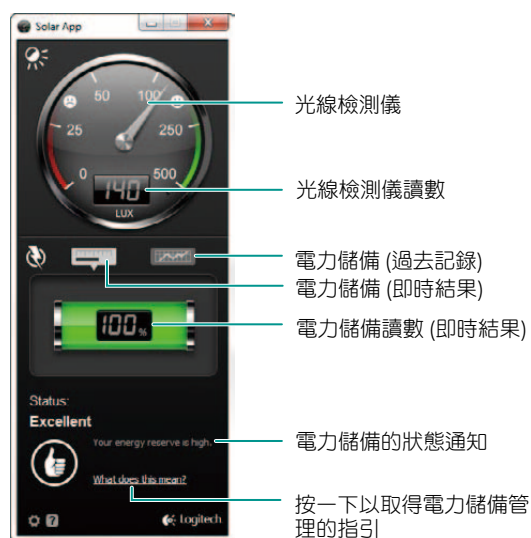 Solar App
50
100
25
250
0
500
140
LUX
光線檢測儀
光線檢測儀讀數
電力儲備 (過去記錄)
電力儲備 (即時結果)
100%
電力儲備讀數 (即時結果)
Status:
Excellent
Your energy reserve is high.
電力儲備的狀態通知
What does this mean?
按一下以取得電力儲備管
理的指引
?
Logitech